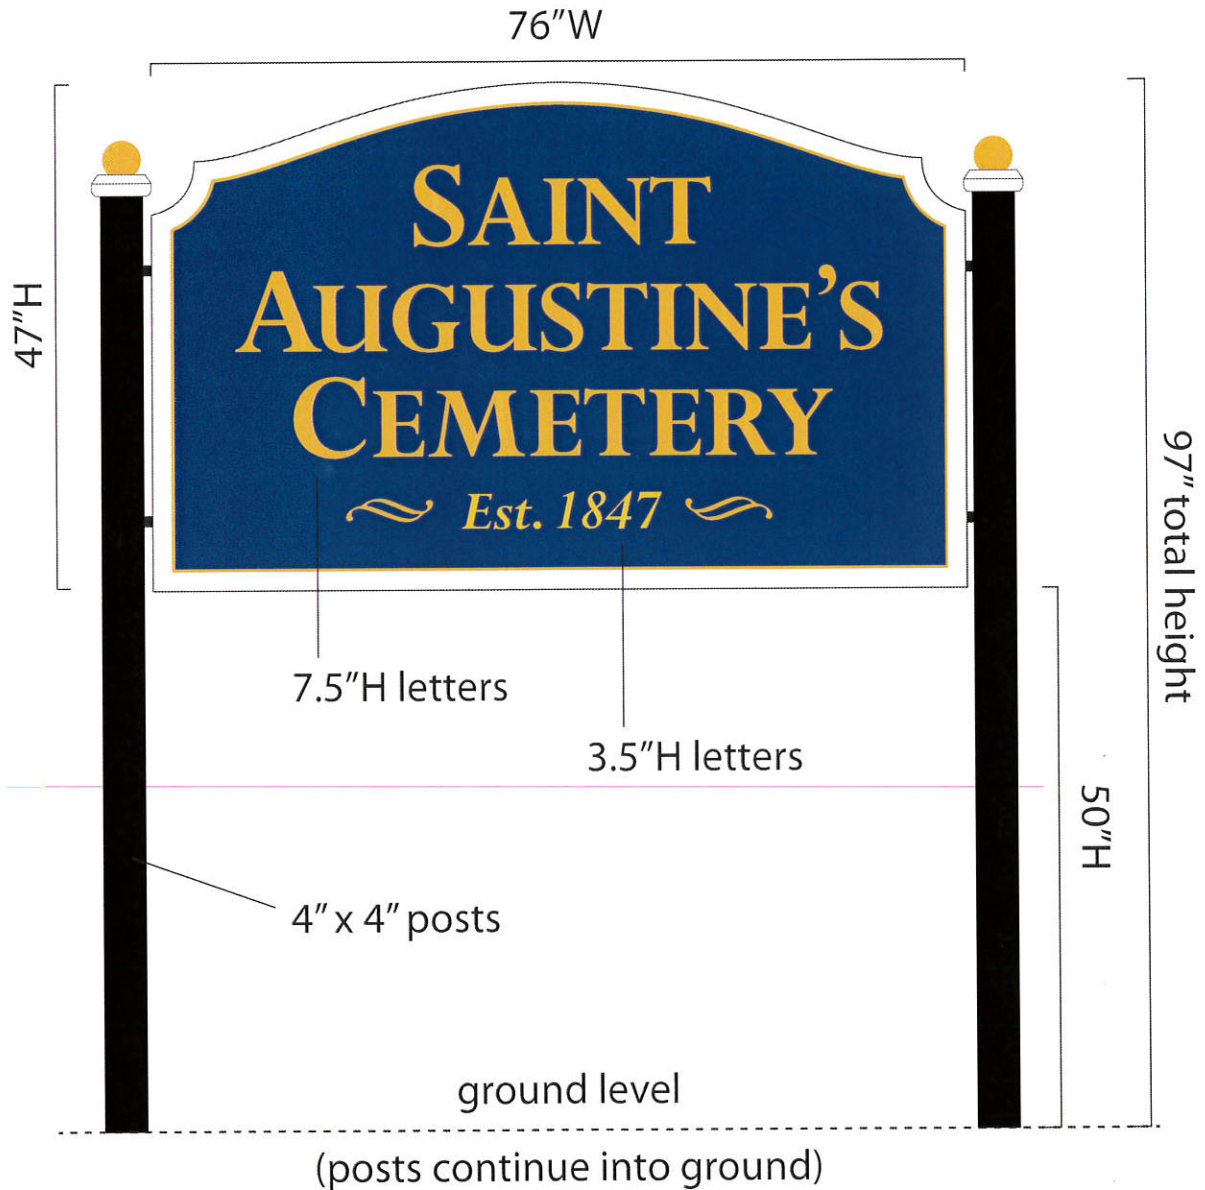 76"W
47"H
SAINT
AUGUSTINE'S
CEMETERY
Est. 1847
97" total height
7.5"H letters
3.5"H letters
50"H
4" x 4" posts
ground level
(posts continue into ground)